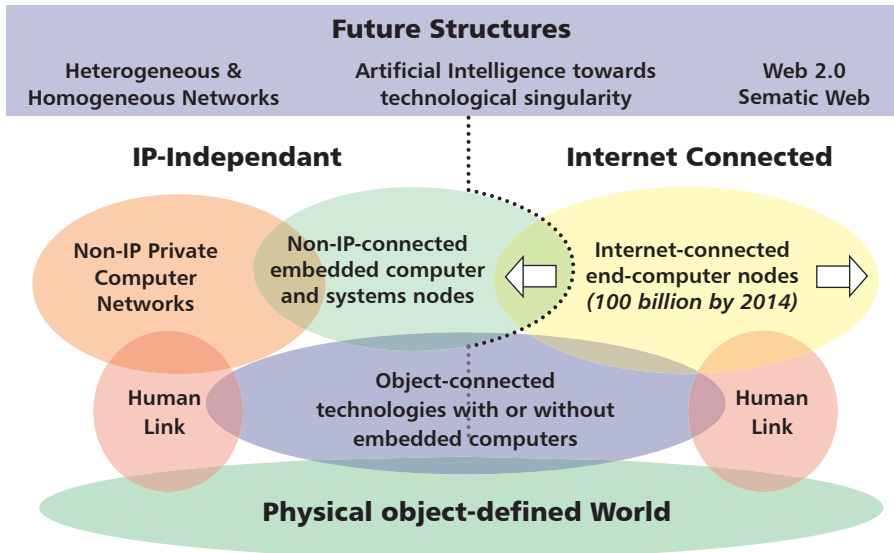 Future Structures
Heterogeneous &
Homogeneous Networks
Artificial Intelligence towards
technological singularity
Web 2.0
Sematic Web
IP-Independant
Internet Connected
Non-IP Private
Computer
Networks
Non-IP-connected
embedded computer
and systems nodes
Internet-connected
end-computer nodes
(100 billion by 2014)
Human
Link
Object-connected
technologies with or without
embedded computers
Human
Link
Physical object-defined World